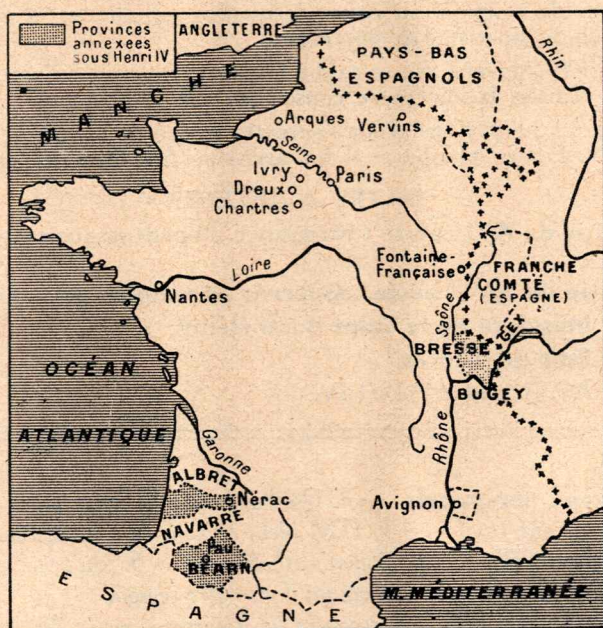 Provinces
annexées
sous Henri IV
ANGLETERRE
MANCHE
PAYS-BAS
ESPAGNOLS
Rhin
Arques
Vervins
Seine
Ivry
Paris
Dreux
Chartres
Fontaine-
Française
FRANCHE
COMTÉ
(ESPAGNE)
Loire
Nantes
Saône
GEX
BRESSE
BUGEY
OCÉAN
ATLANTIQUE
Garonne
Rhône
ALBRET
Nérac
Avignon
NAVARRE
Pau
BÉARN
ESPAGNE
M. MÉDITERRANÉE